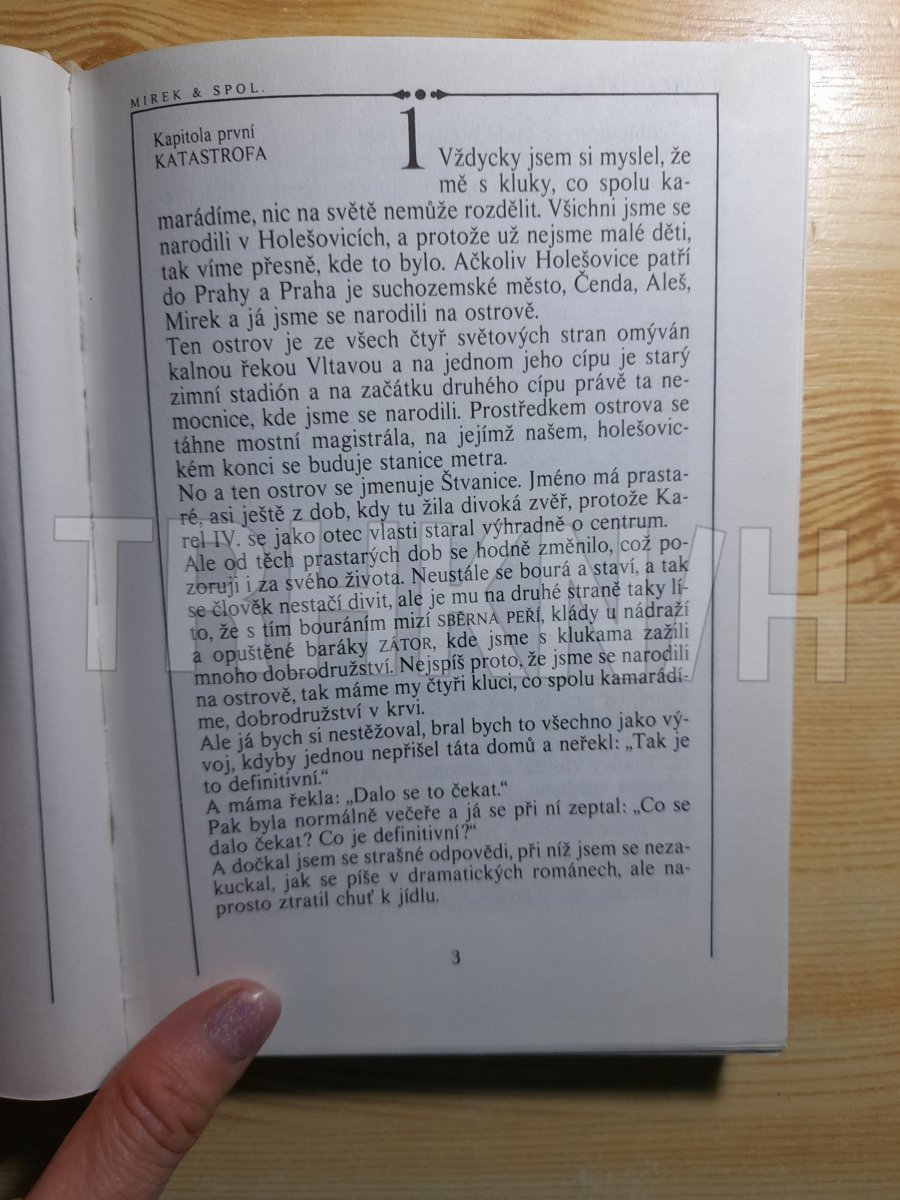 MIREK & SPOL.
Kapitola první
KATASTROFA
1
Vždycky jsem si myslel, že
mě s kluky, co spolu ka-
marádíme, nic na světě nemůže rozdělit. Všichni jsme se
narodili v Holešovicích, a protože už nejsme malé děti,
tak víme přesně, kde to bylo. Ačkoliv Holešovice patří
do Prahy a Praha je suchozemské město, Čenda, Aleš,
Mirek a já jsme se narodili na ostrově.
Ten ostrov je ze všech čtyř světových stran omýván
kalnou řekou Vltavou a na jednom jeho cípu je starý
zimní stadión a na začátku druhého cípu právě ta ne-
mocnice, kde jsme se narodili. Prostředkem ostrova se
táhne mostní magistrála, na jejímž našem, holešovic-
kém konci se buduje stanice metra.
No a ten ostrov se jmenuje Štvanice. Jméno má prasta-
ré, asi ještě z dob, kdy tu žila divoká zvěř, protože Ka-
rel IV. se jako otec vlasti staral výhradně o centrum.
Ale od těch prastarých dob se hodně změnilo, což po-
zoruji i za svého života. Neustále se bourá a staví, a tak
se člověk nestačí divit, ale je mu na druhé straně taky lí-
to, že s tím bouráním mizí SBĚRNA PEŘÍ, klády u nádraží
a opuštěné baráky ZÁTOR, kde jsme s klukama zažili
mnoho dobrodružství. Nejspíš proto, že jsme se narodili
na ostrově, tak máme my čtyři kluci, co spolu kamarádí-
me, dobrodružství v krvi.
Ale já bych si nestěžoval, bral bych to všechno jako vý-
voj, kdyby jednou nepřišel táta domů a neřekl: „Tak je
to definitivní.“
A máma řekla: „Dalo se to čekat.“
Pak byla normálně večeře a já se při ní zeptal: „Co se
dalo čekat? Co je definitivní?“
A dočkal jsem se strašné odpovědi, při níž jsem se neza-
kuckal, jak se píše v dramatických románech, ale na-
prosto ztratil chuť k jídlu.
3